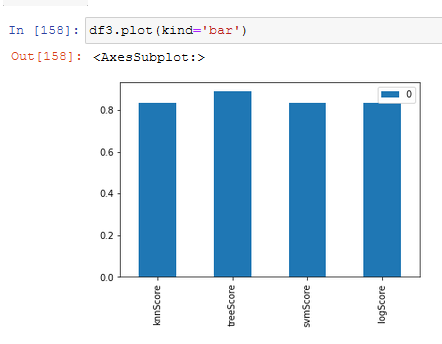 In [158]: df3.plot(kind='bar')
Out[158]: <AxesSubplot:>
0
0.8
0.6
0.4
0.2
0.0
knnScore
treeScore
svmScore
logScore